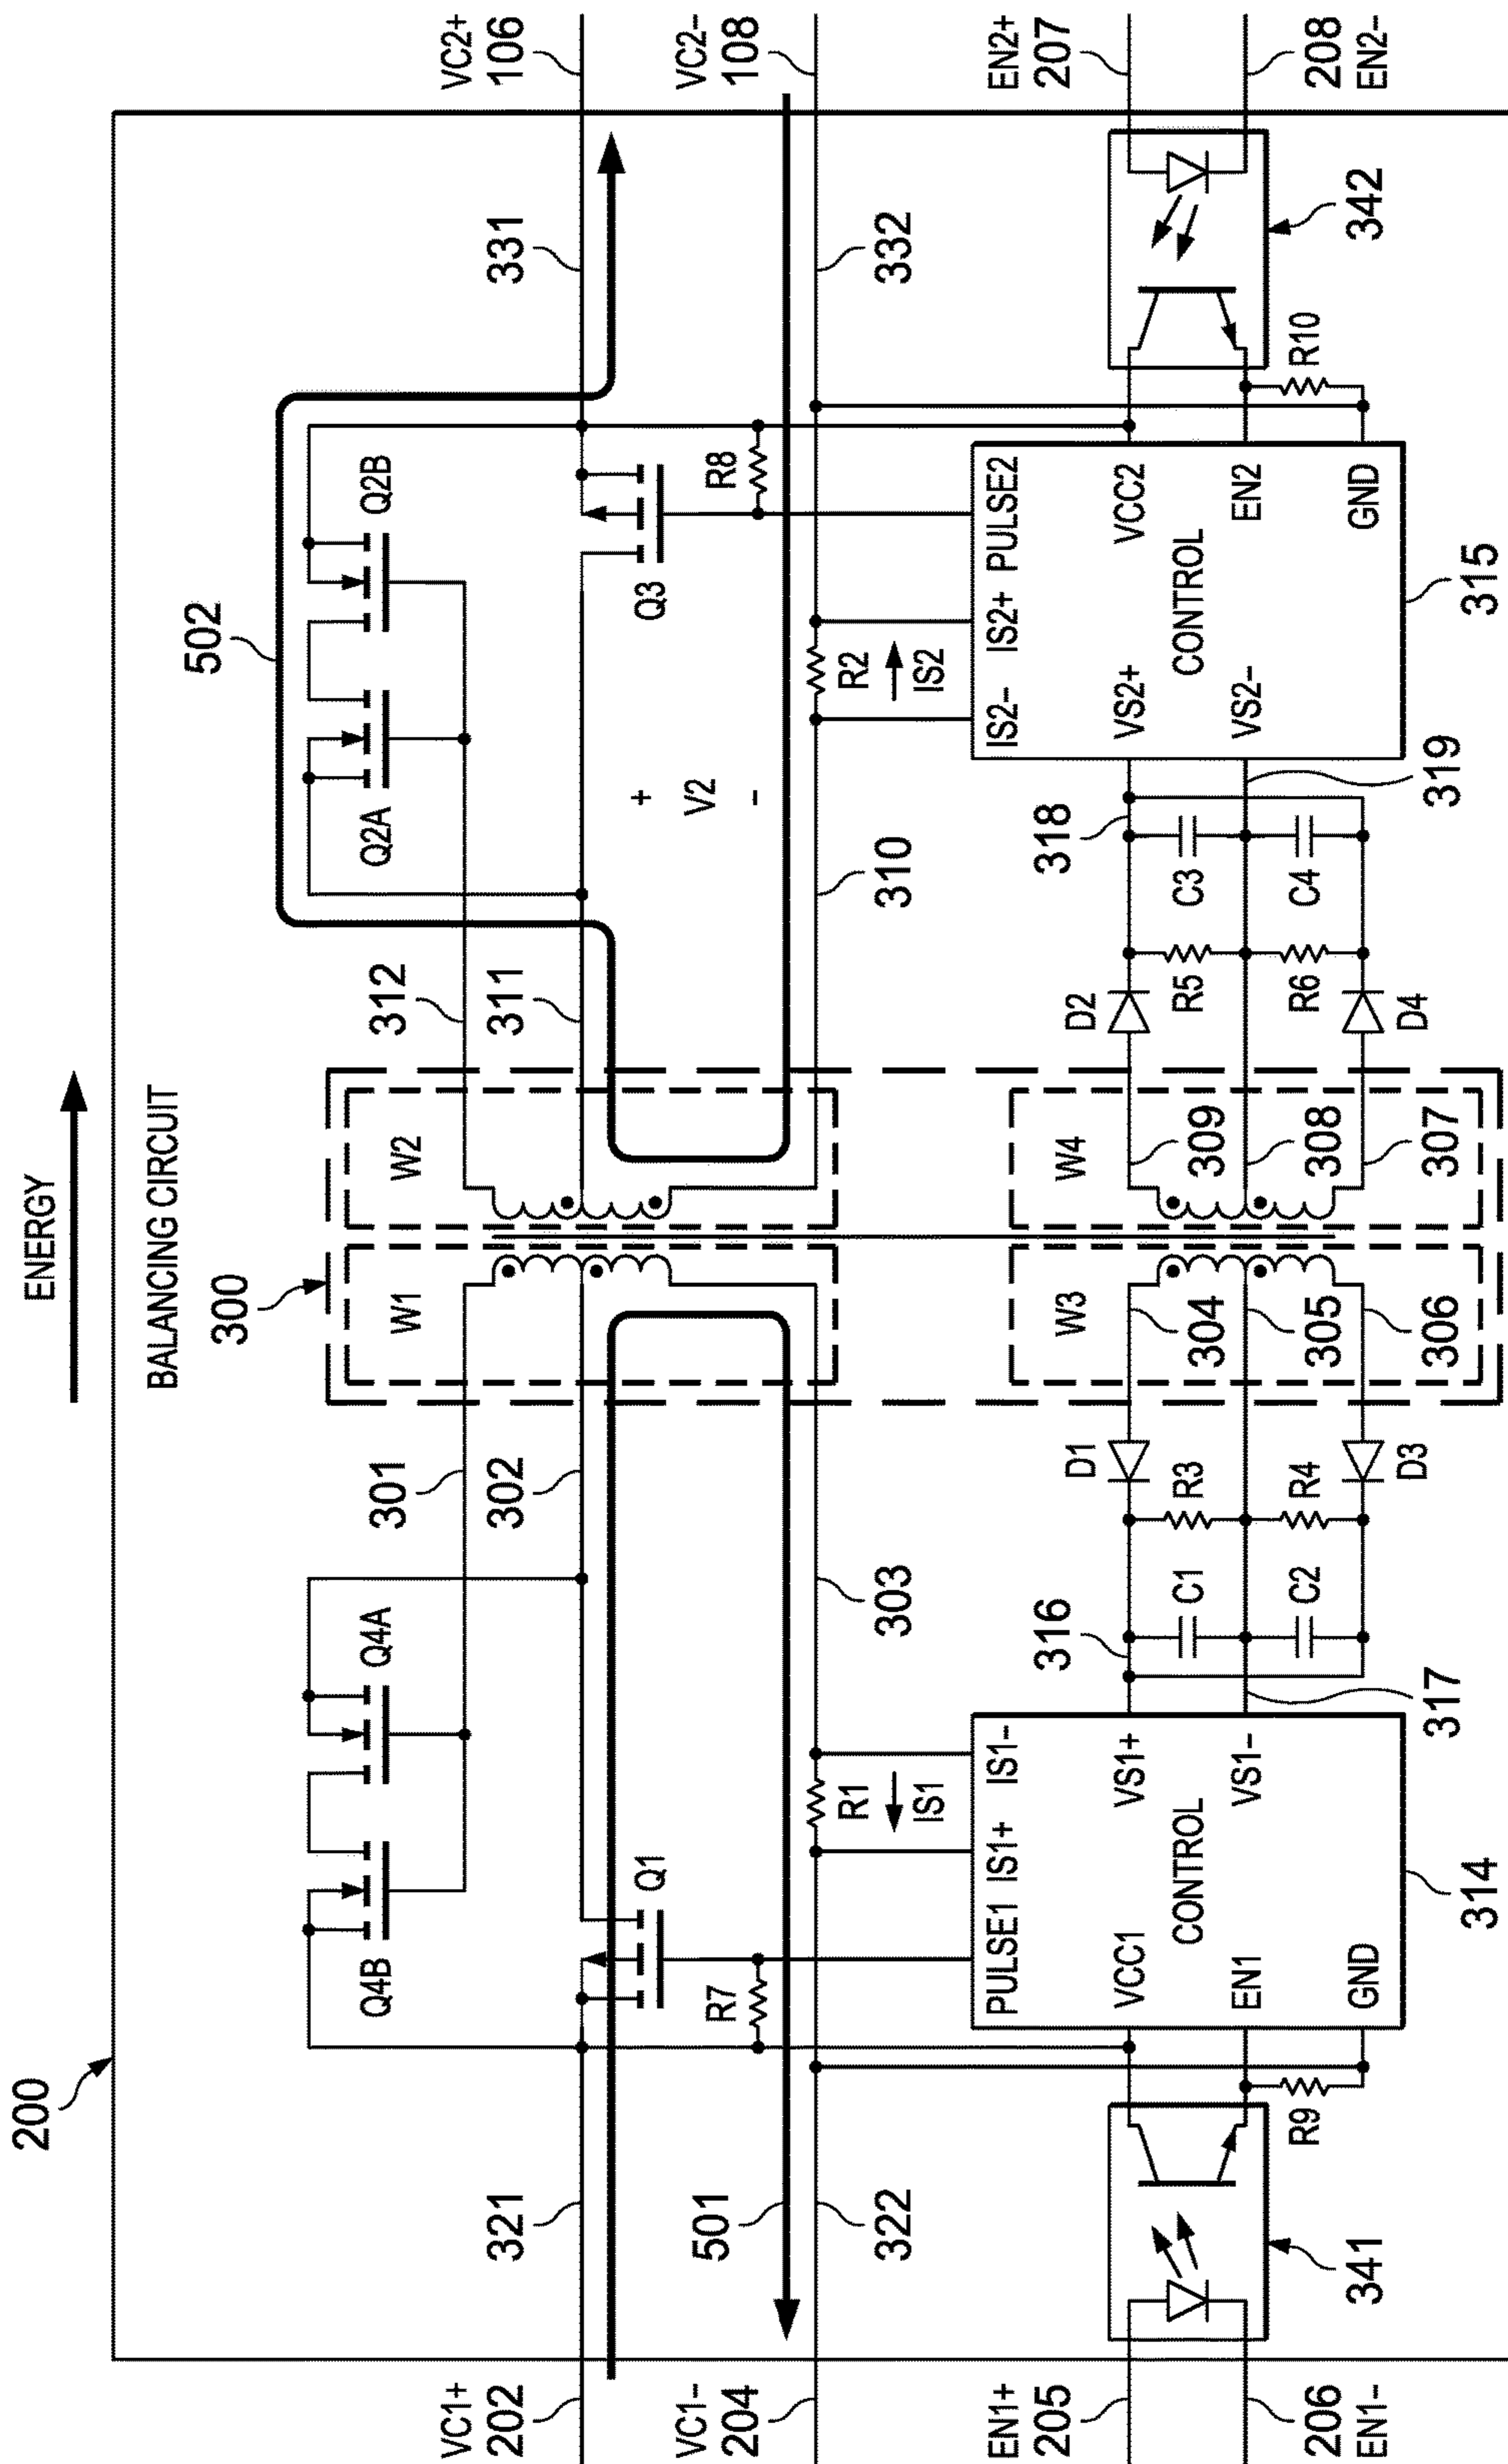 ENERGY
200
BALANCING CIRCUIT
300
502
Q4B
Q4A
301
W1
W2
312
Q2A
Q2B
VC1+
202
321
302
311
331
VC2+
106
Q1
Q3
+
V2
-
R7
R8
VC1-
204
501
322
303
310
332
VC2-
108
R1
IS1
R2
IS2
PULSE1
IS1+
IS1-
IS2-
IS2+
PULSE2
EN1+
205
VCC1
VS1+
316
D1
304
W3
W4
309
D2
318
VS2+
VCC2
EN2+
207
CONTROL
C1
R3
R5
C3
CONTROL
206
EN1-
EN1
VS1-
305
308
VS2-
EN2
208
EN2-
R9
C2
R4
R6
C4
R10
GND
317
D3
306
307
D4
319
GND
341
314
315
342